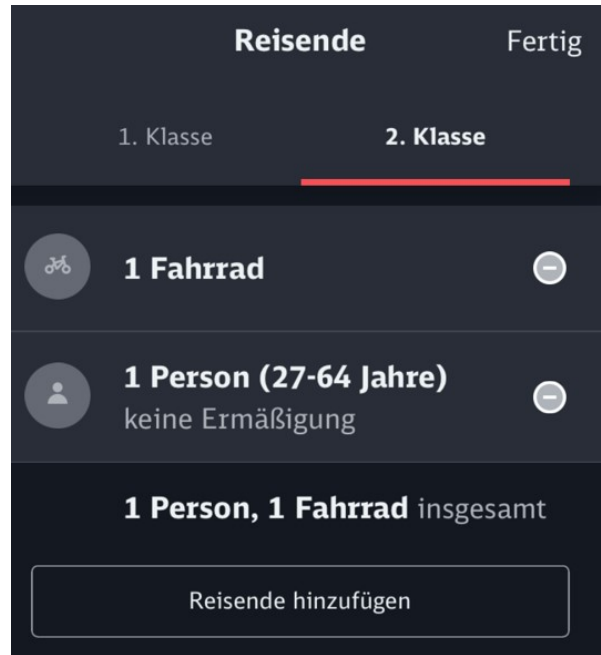 Reisende Fertig
1. Klasse 2. Klasse
1 Fahrrad
1 Person (27-64 Jahre)
keine Ermäßigung
1 Person, 1 Fahrrad insgesamt
Reisende hinzufügen